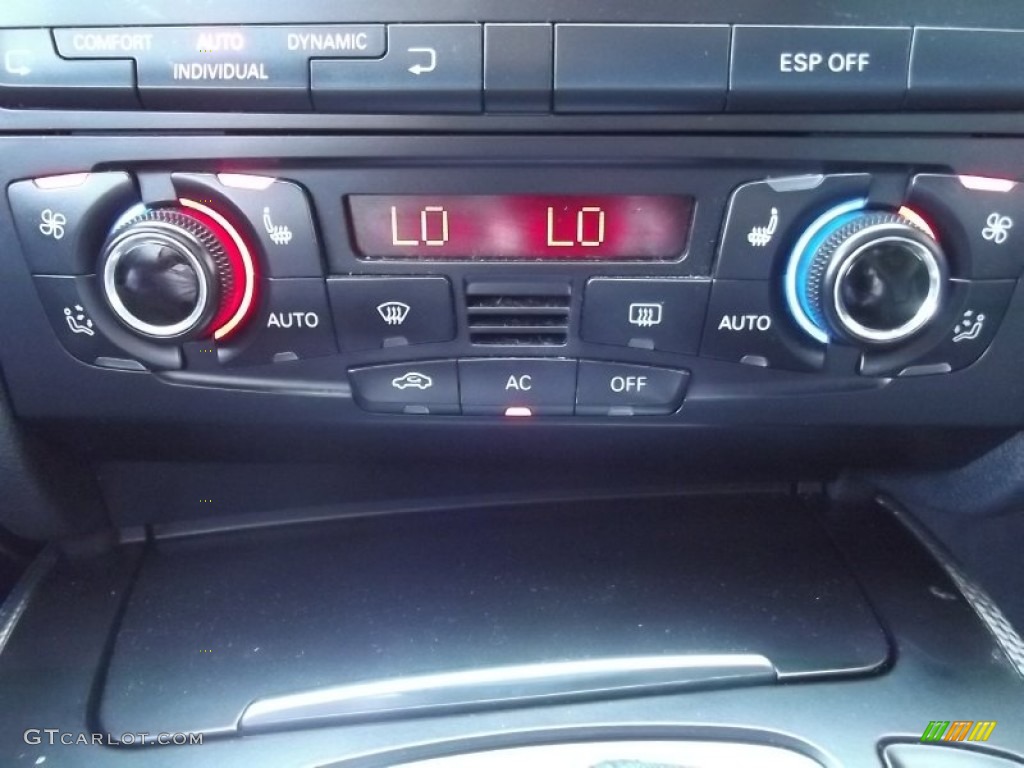 COMFORT AUTO DYNAMIC
INDIVIDUAL
ESP OFF
LO LO
AUTO
AUTO
AC
OFF
GTCARLOT.COM